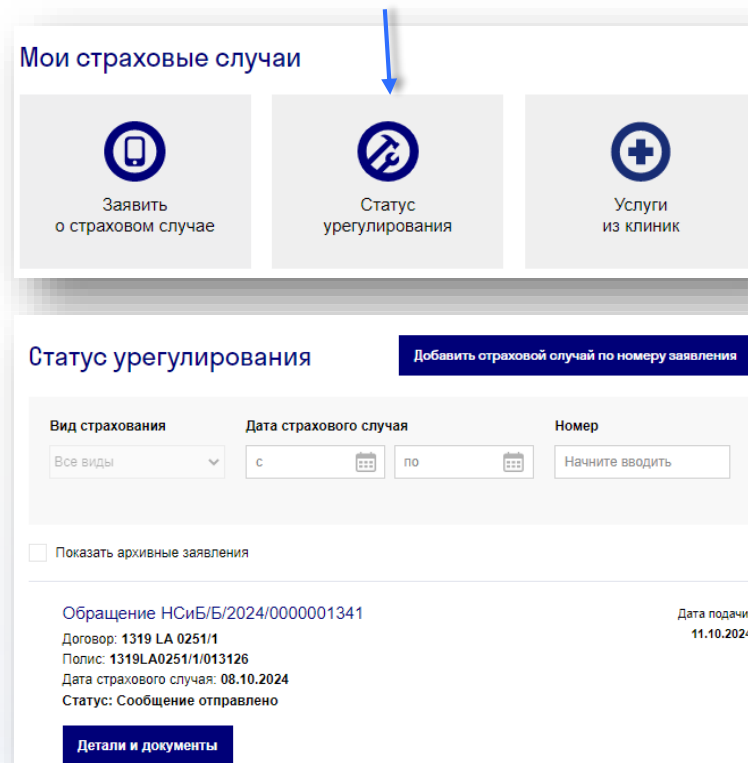 Мои страховые случаи
Заявить
о страховом случае
Статус
урегулирования
Услуги
из клиник
Статус урегулирования
Добавить страховой случай по номеру заявления
Вид страхования
Дата страхового случая
Номер
Все виды
с
по
Начните вводить
Показать архивные заявления
Обращение НСиБ/Б/2024/0000001341
Дата подачи
Договор: 1319 LA 0251/1
11.10.2024
Полис: 1319LA0251/1/013126
Дата страхового случая: 08.10.2024
Статус: Сообщение отправлено
Детали и документы